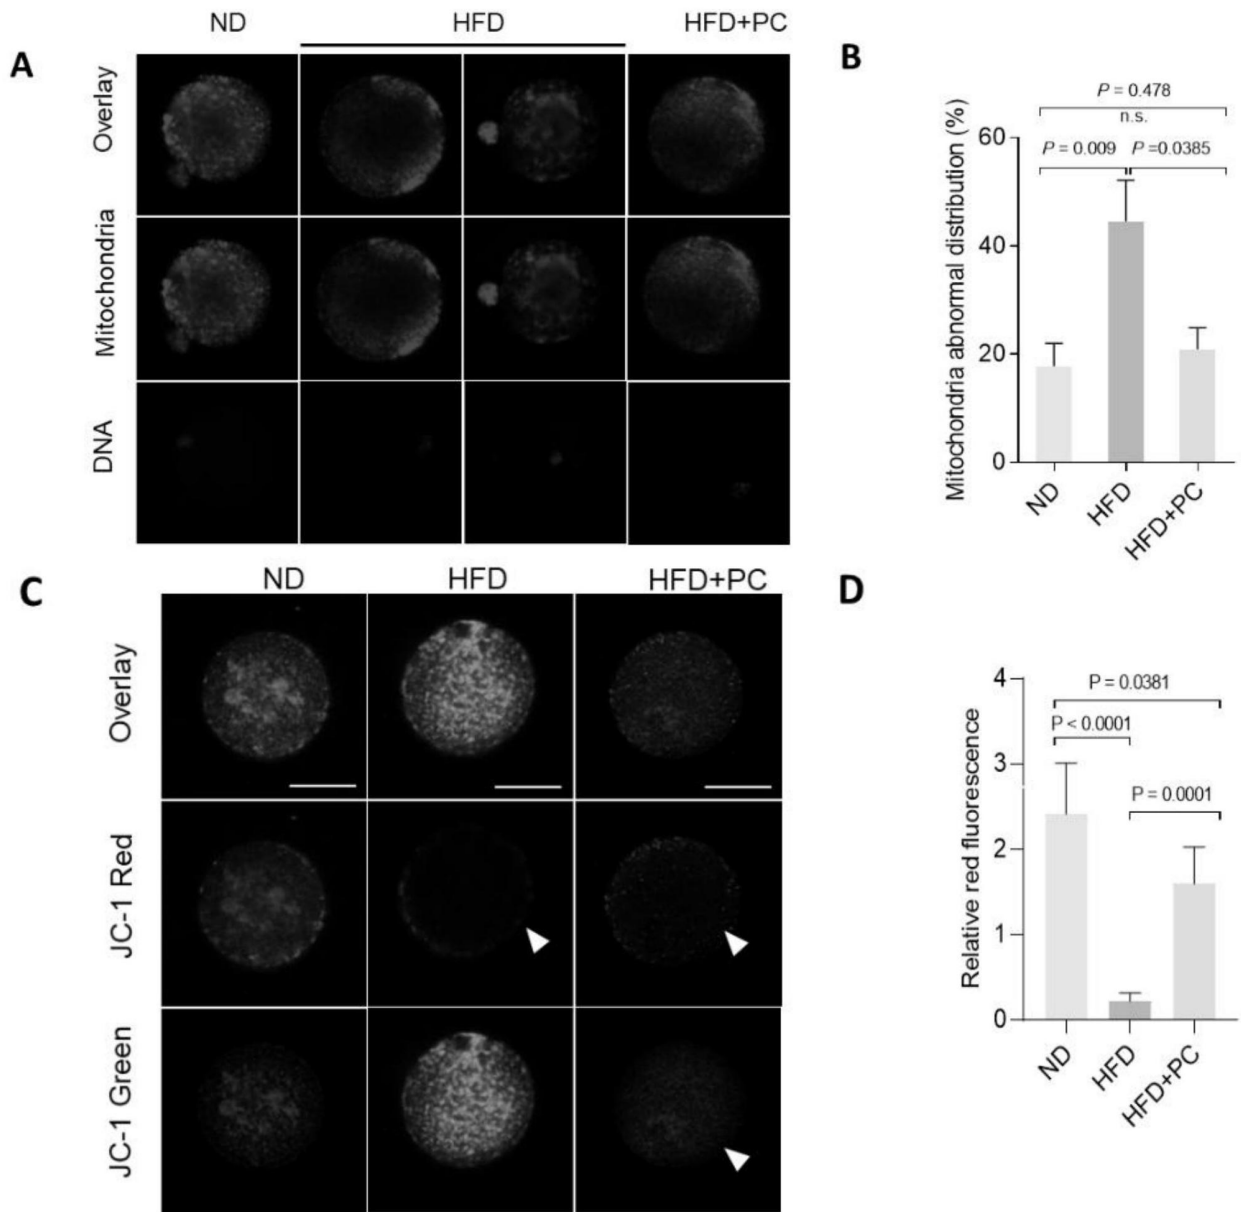 A
ND
HFD
HFD+PC
Overlay
Mitochondria
DNA
B
Mitochondria abnormal distribution (%)
P = 0.478
n.s.
P = 0.009
P =0.0385
60
40
20
0
ND
HFD
HFD+PC
C
ND
HFD
HFD+PC
Overlay
JC-1 Red
JC-1 Green
D
Relative red fluorescence
P = 0.0381
P < 0.0001
P = 0.0001
4
3
2
1
0
ND
HFD
HFD+PC